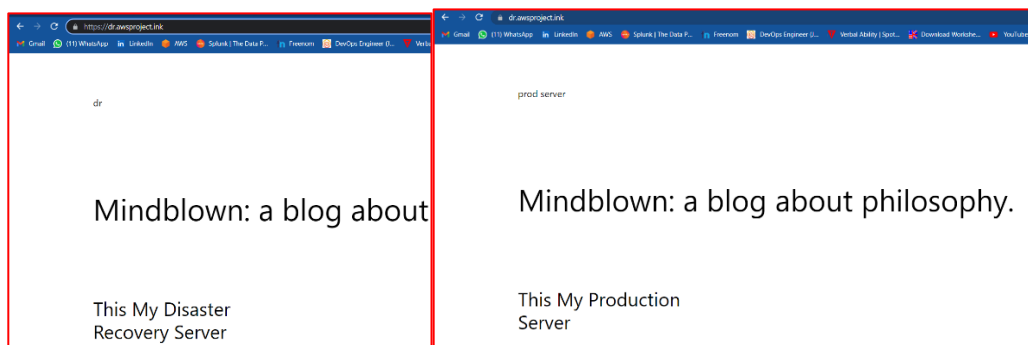 https://dr.awsproject.ink
Gmail (11) WhatsApp LinkedIn AWS Splunk | The Data P... Freenom DevOps Engineer (L... Verba
dr
Mindblown: a blog about
This My Disaster
Recovery Server
dr.awsproject.ink
Gmail (11) WhatsApp LinkedIn AWS Splunk | The Data P... Freenom DevOps Engineer (L... Verbal Ability | Spot... Download Workshe... YouTube
prod server
Mindblown: a blog about philosophy.
This My Production
Server